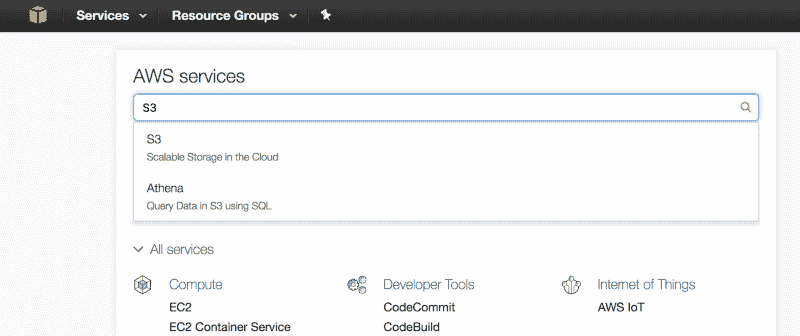 Services Resource Groups
AWS services
S3
S3
Scalable Storage in the Cloud
Athena
Query Data in S3 using SQL
All services
Compute Developer Tools Internet of Things
EC2 CodeCommit AWS IoT
EC2 Container Service CodeBuild